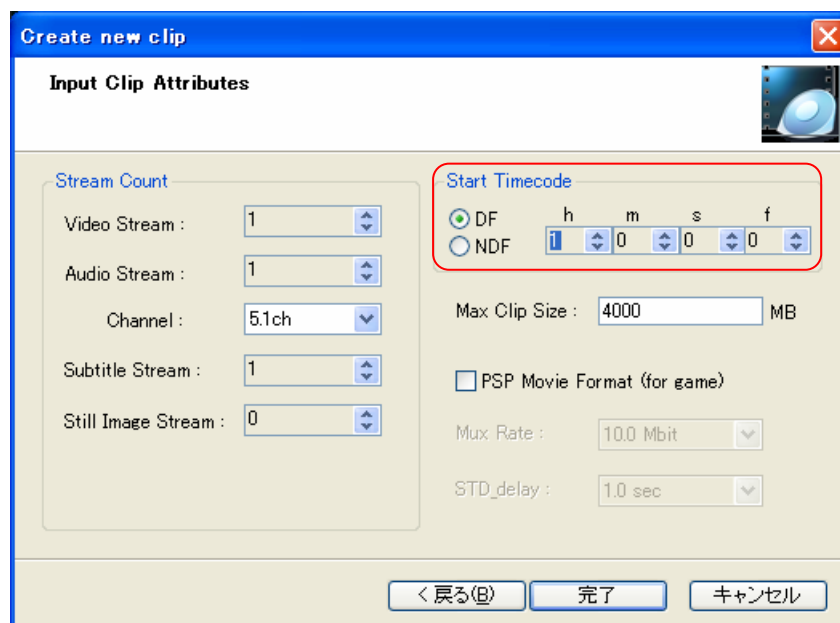 Create new clip
Input Clip Attributes
Stream Count
Video Stream : 1
Audio Stream : 1
Channel : 5.1ch
Subtitle Stream : 1
Still Image Stream : 0
Start Timecode
DF
NDF
h m s f
1 0 0 0
Max Clip Size : 4000 MB
PSP Movie Format (for game)
Mux Rate : 10.0 Mbit
STD_delay : 1.0 sec
< 戻る(B)
完了
キャンセル